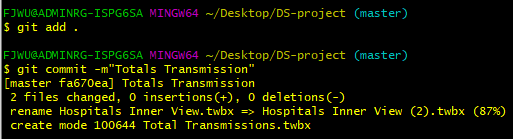 FJWU@ADMINRG-ISPG6SA MINGW64 ~/Desktop/DS-project (master)
$ git add .
FJWU@ADMINRG-ISPG6SA MINGW64 ~/Desktop/DS-project (master)
$ git commit -m"Totals Transmission"
[master fa670ea] Totals Transmission
 2 files changed, 0 insertions(+), 0 deletions(-)
 rename Hospitals Inner View.twbx => Hospitals Inner View (2).twbx (87%)
 create mode 100644 Total Transmissions.twbx